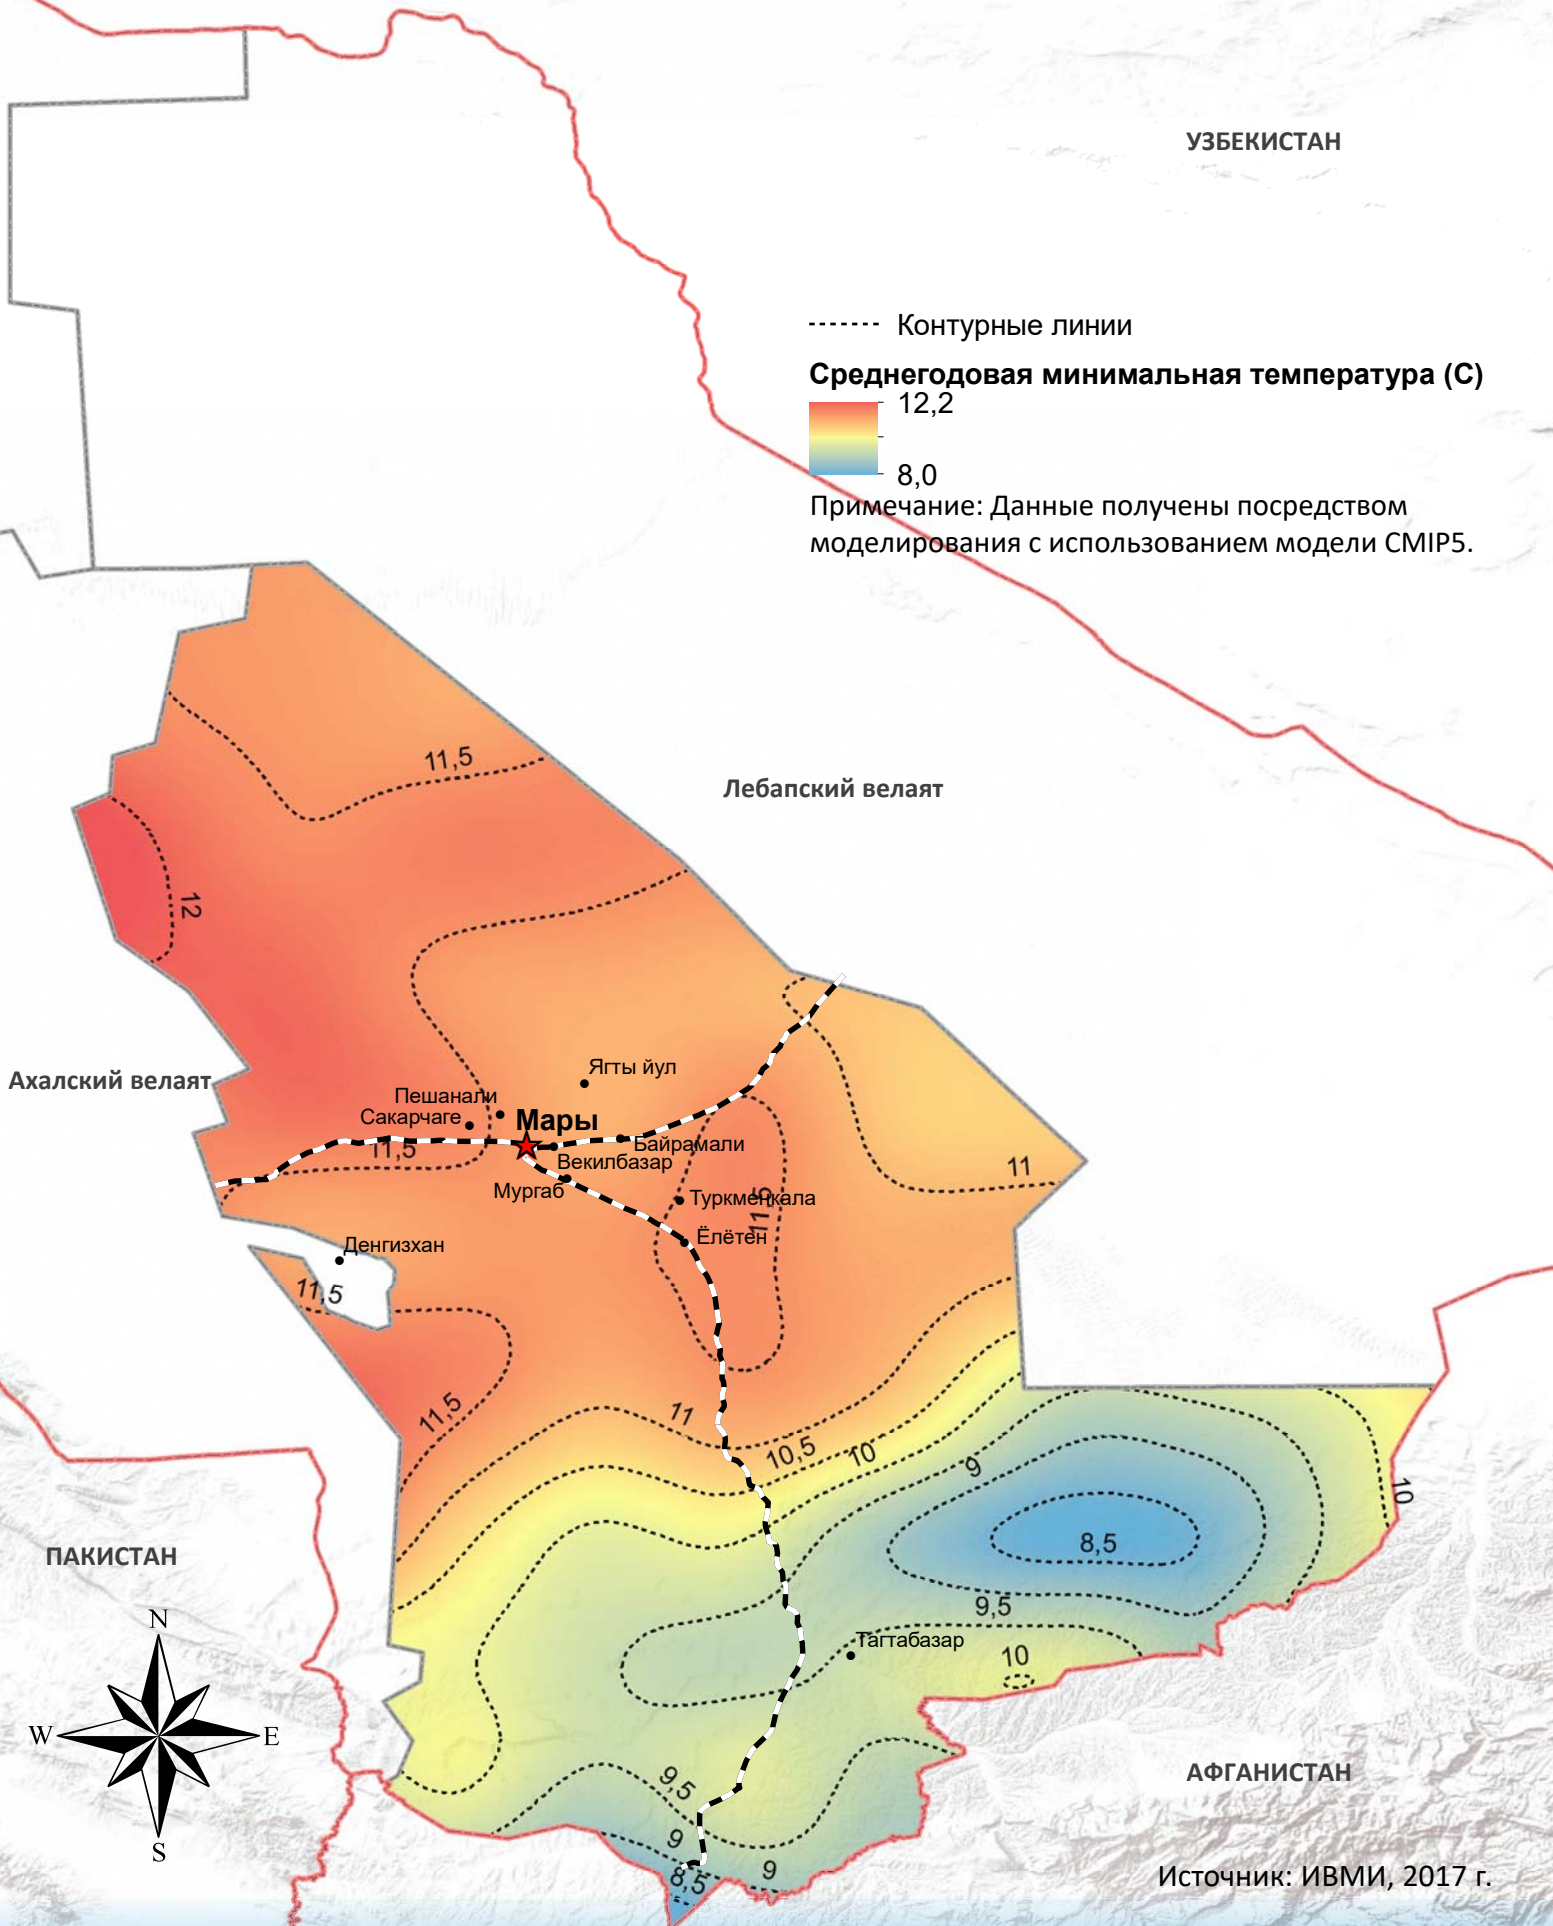 УЗБЕКИСТАН
Контурные линии
Среднегодовая минимальная температура (С)
12,2
8,0
Примечание: Данные получены посредством
моделирования с использованием модели CMIP5.
11,5
Лебапский велаят
12
Ягты йул
Ахалский велаят
Пешанали
Сакарчаге
Мары
Байрамали
11,5
Векилбазар
11
Мургаб
Туркменкала
11,5
Ёлётен
Денгизхан
11,5
11,5
11
10,5
10
9
10
8,5
ПАКИСТАН
9,5
N
Тагтабазар
10
W
E
9,5
АФГАНИСТАН
9
S
9
8,5
Источник: ИВМИ, 2017 г.